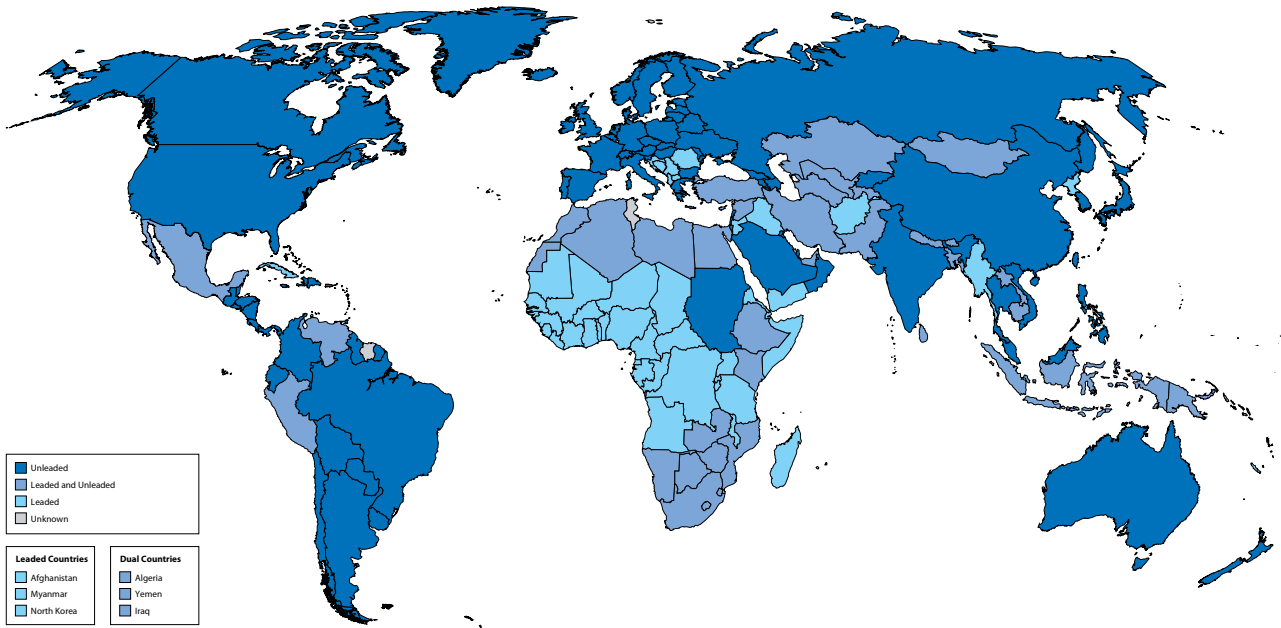 Unleaded
Leaded and Unleaded
Leaded
Unknown
Leaded Countries
Afghanistan
Myanmar
North Korea
Dual Countries
Algeria
Yemen
Iraq